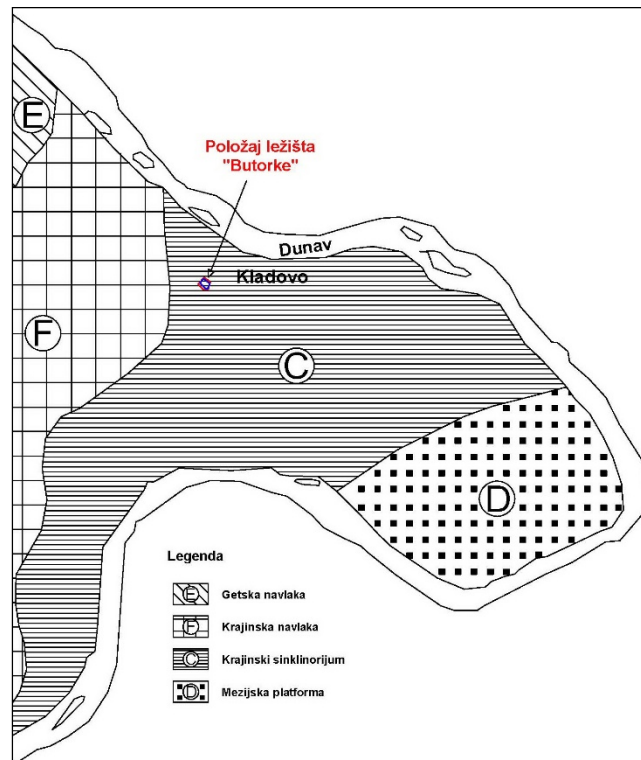 E
Položaj ležišta
"Butorke"
Dunav
Kladovo
F
C
D
Legenda
E Getska navlaka
F Krajinska navlaka
C Krajinski sinklinorijum
D Mezijska platforma